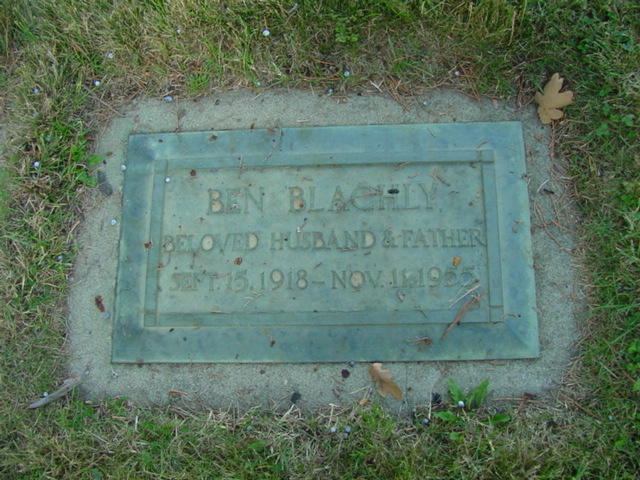 BEN BLACHLY
BELOVED HUSBAND & FATHER
SEPT. 15, 1918 - NOV. 11, 1955